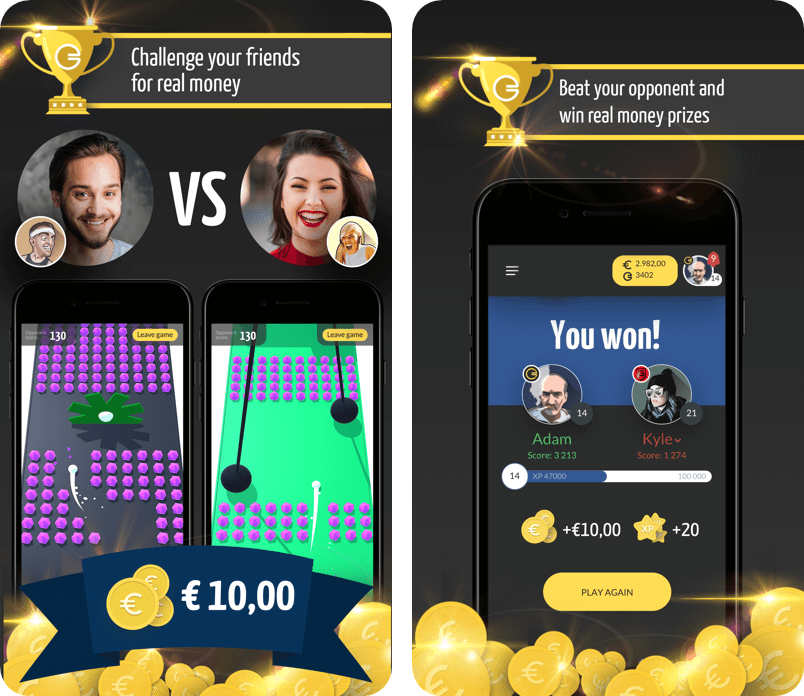 Challenge your friends
for real money
VS
Opponent
score:
130
Leave game
Opponent
score:
130
Leave game
€ 10,00
Beat your opponent and
win real money prizes
€ 2.982,00
3402
9
14
You won!
14
21
Adam
Kyle
Score: 3 213
Score: 1 274
14
XP 47000
100 000
+€10,00
XP
+20
PLAY AGAIN